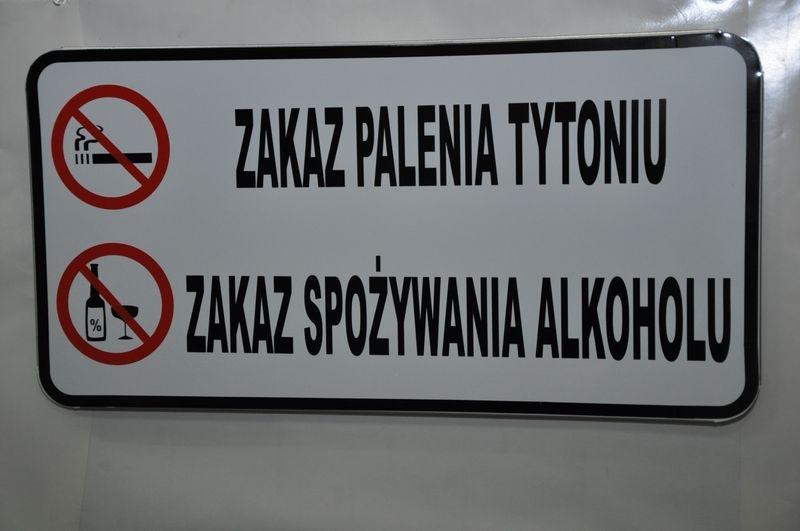 ZAKAZ PALENIA TYTONIU
%
ZAKAZ SPOŻYWANIA ALKOHOLU